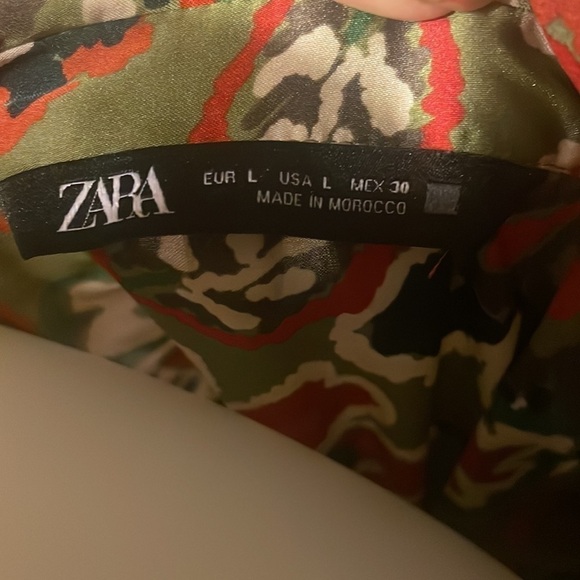 ZARA
EUR L USA L MEX 30
MADE IN MOROCCO